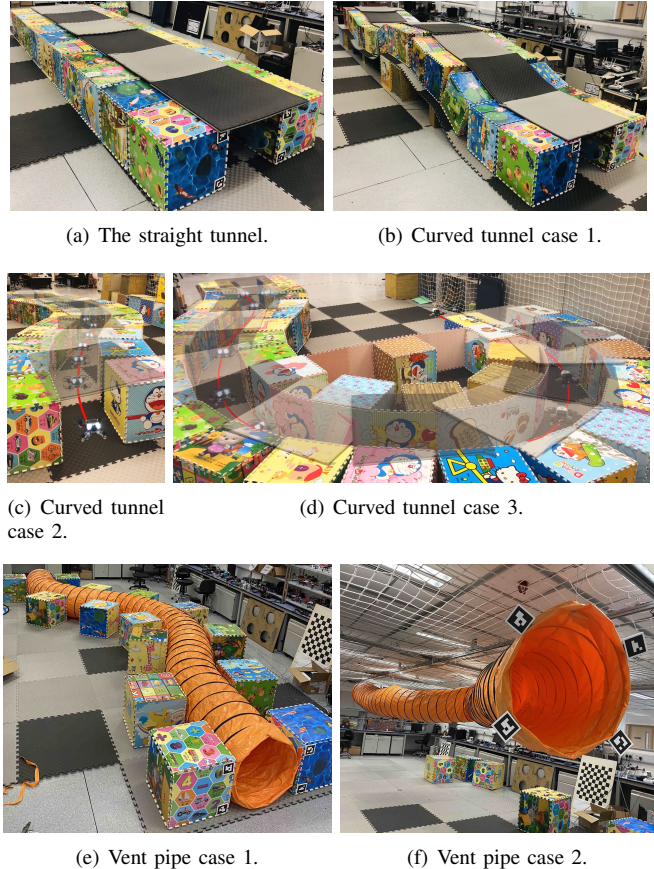 (a) The straight tunnel.
(b) Curved tunnel case 1.
(c) Curved tunnel
case 2.
(d) Curved tunnel case 3.
(e) Vent pipe case 1.
(f) Vent pipe case 2.